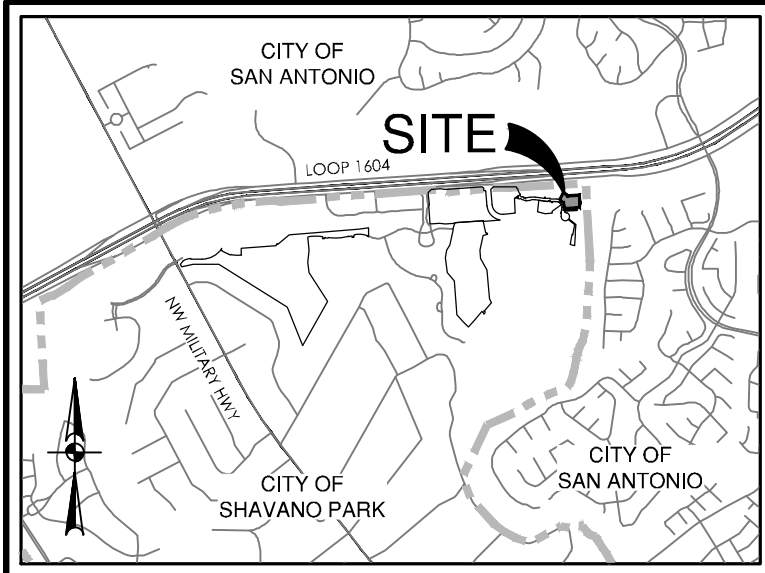 CITY OF
SAN ANTONIO
SITE
LOOP 1604
NW MILITARY HWY
CITY OF
SHAVANO PARK
CITY OF
SAN ANTONIO